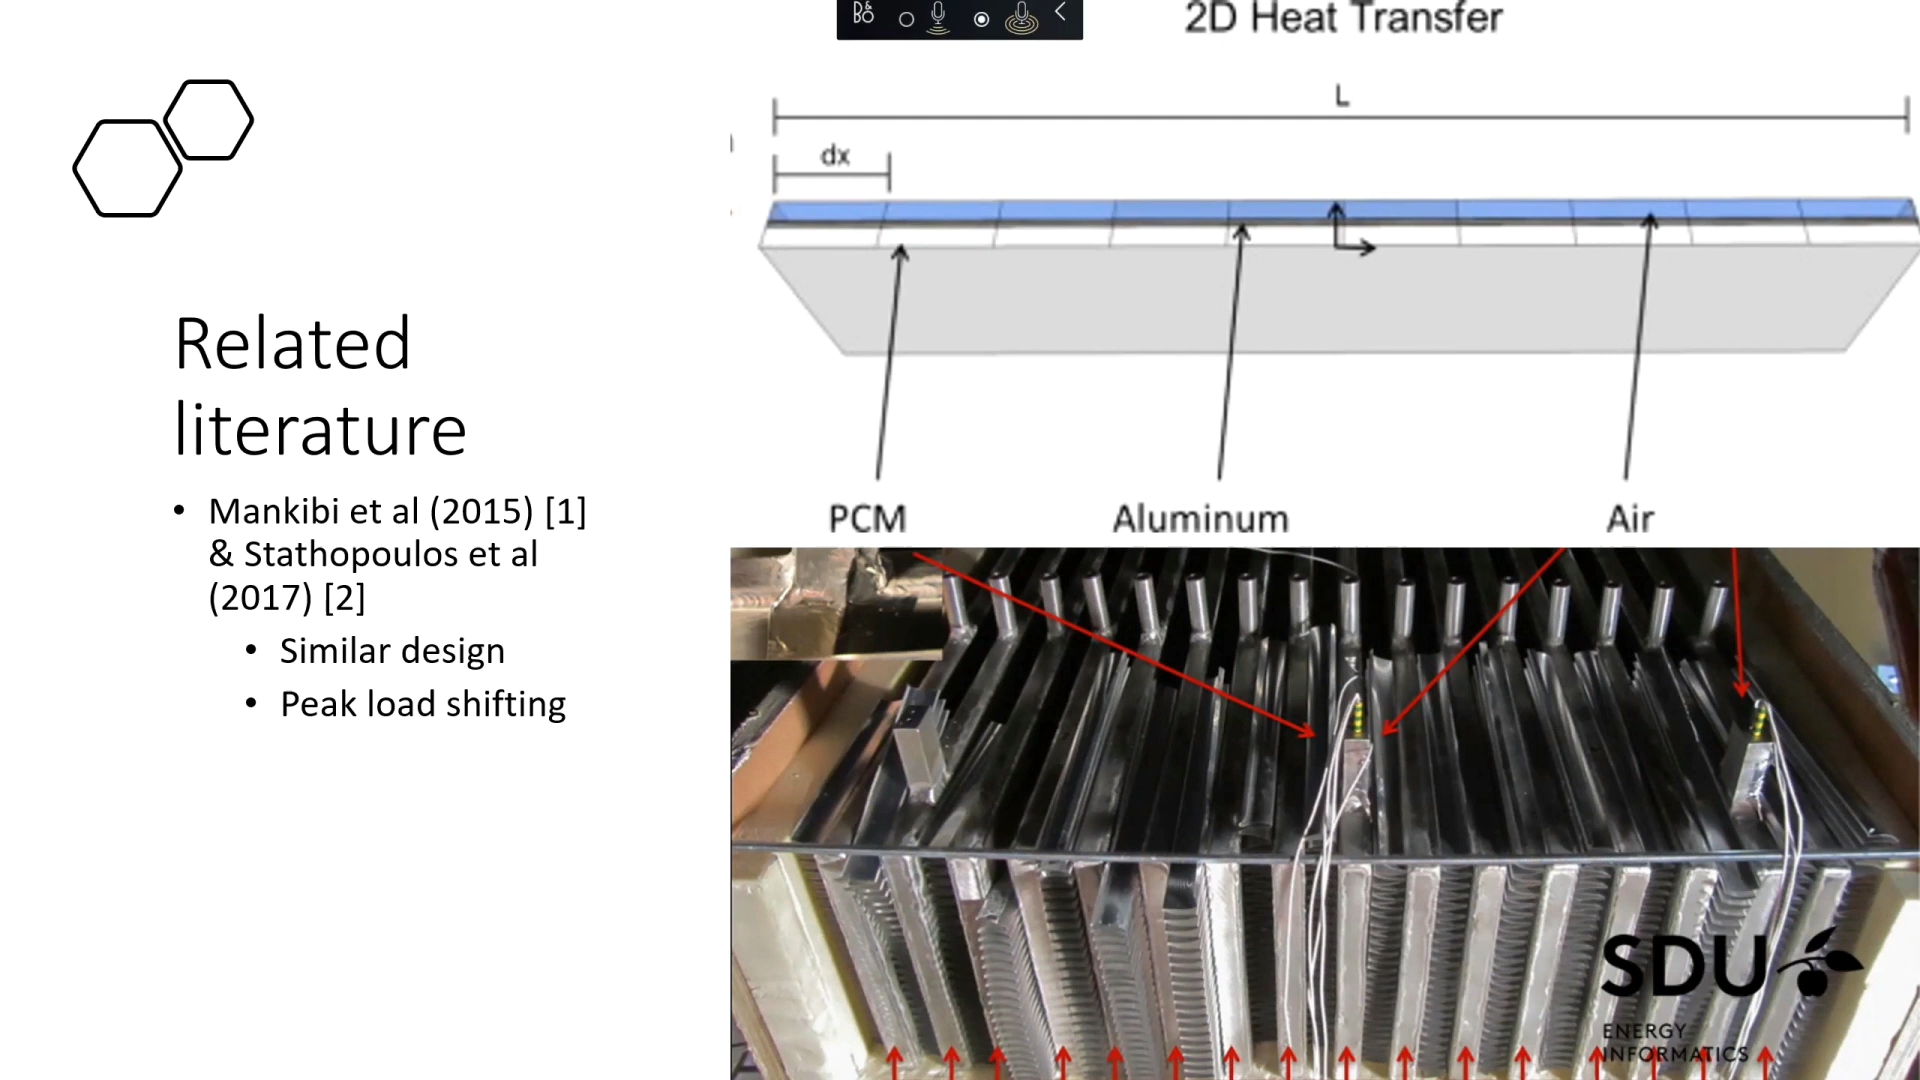 B&O
2D Heat Transfer
L
dx
Related
literature
• Mankibi et al (2015) [1]
& Stathopoulos et al
(2017) [2]
• Similar design
• Peak load shifting
PCM
Aluminum
Air
SDU
ENERGY
INFORMATICS